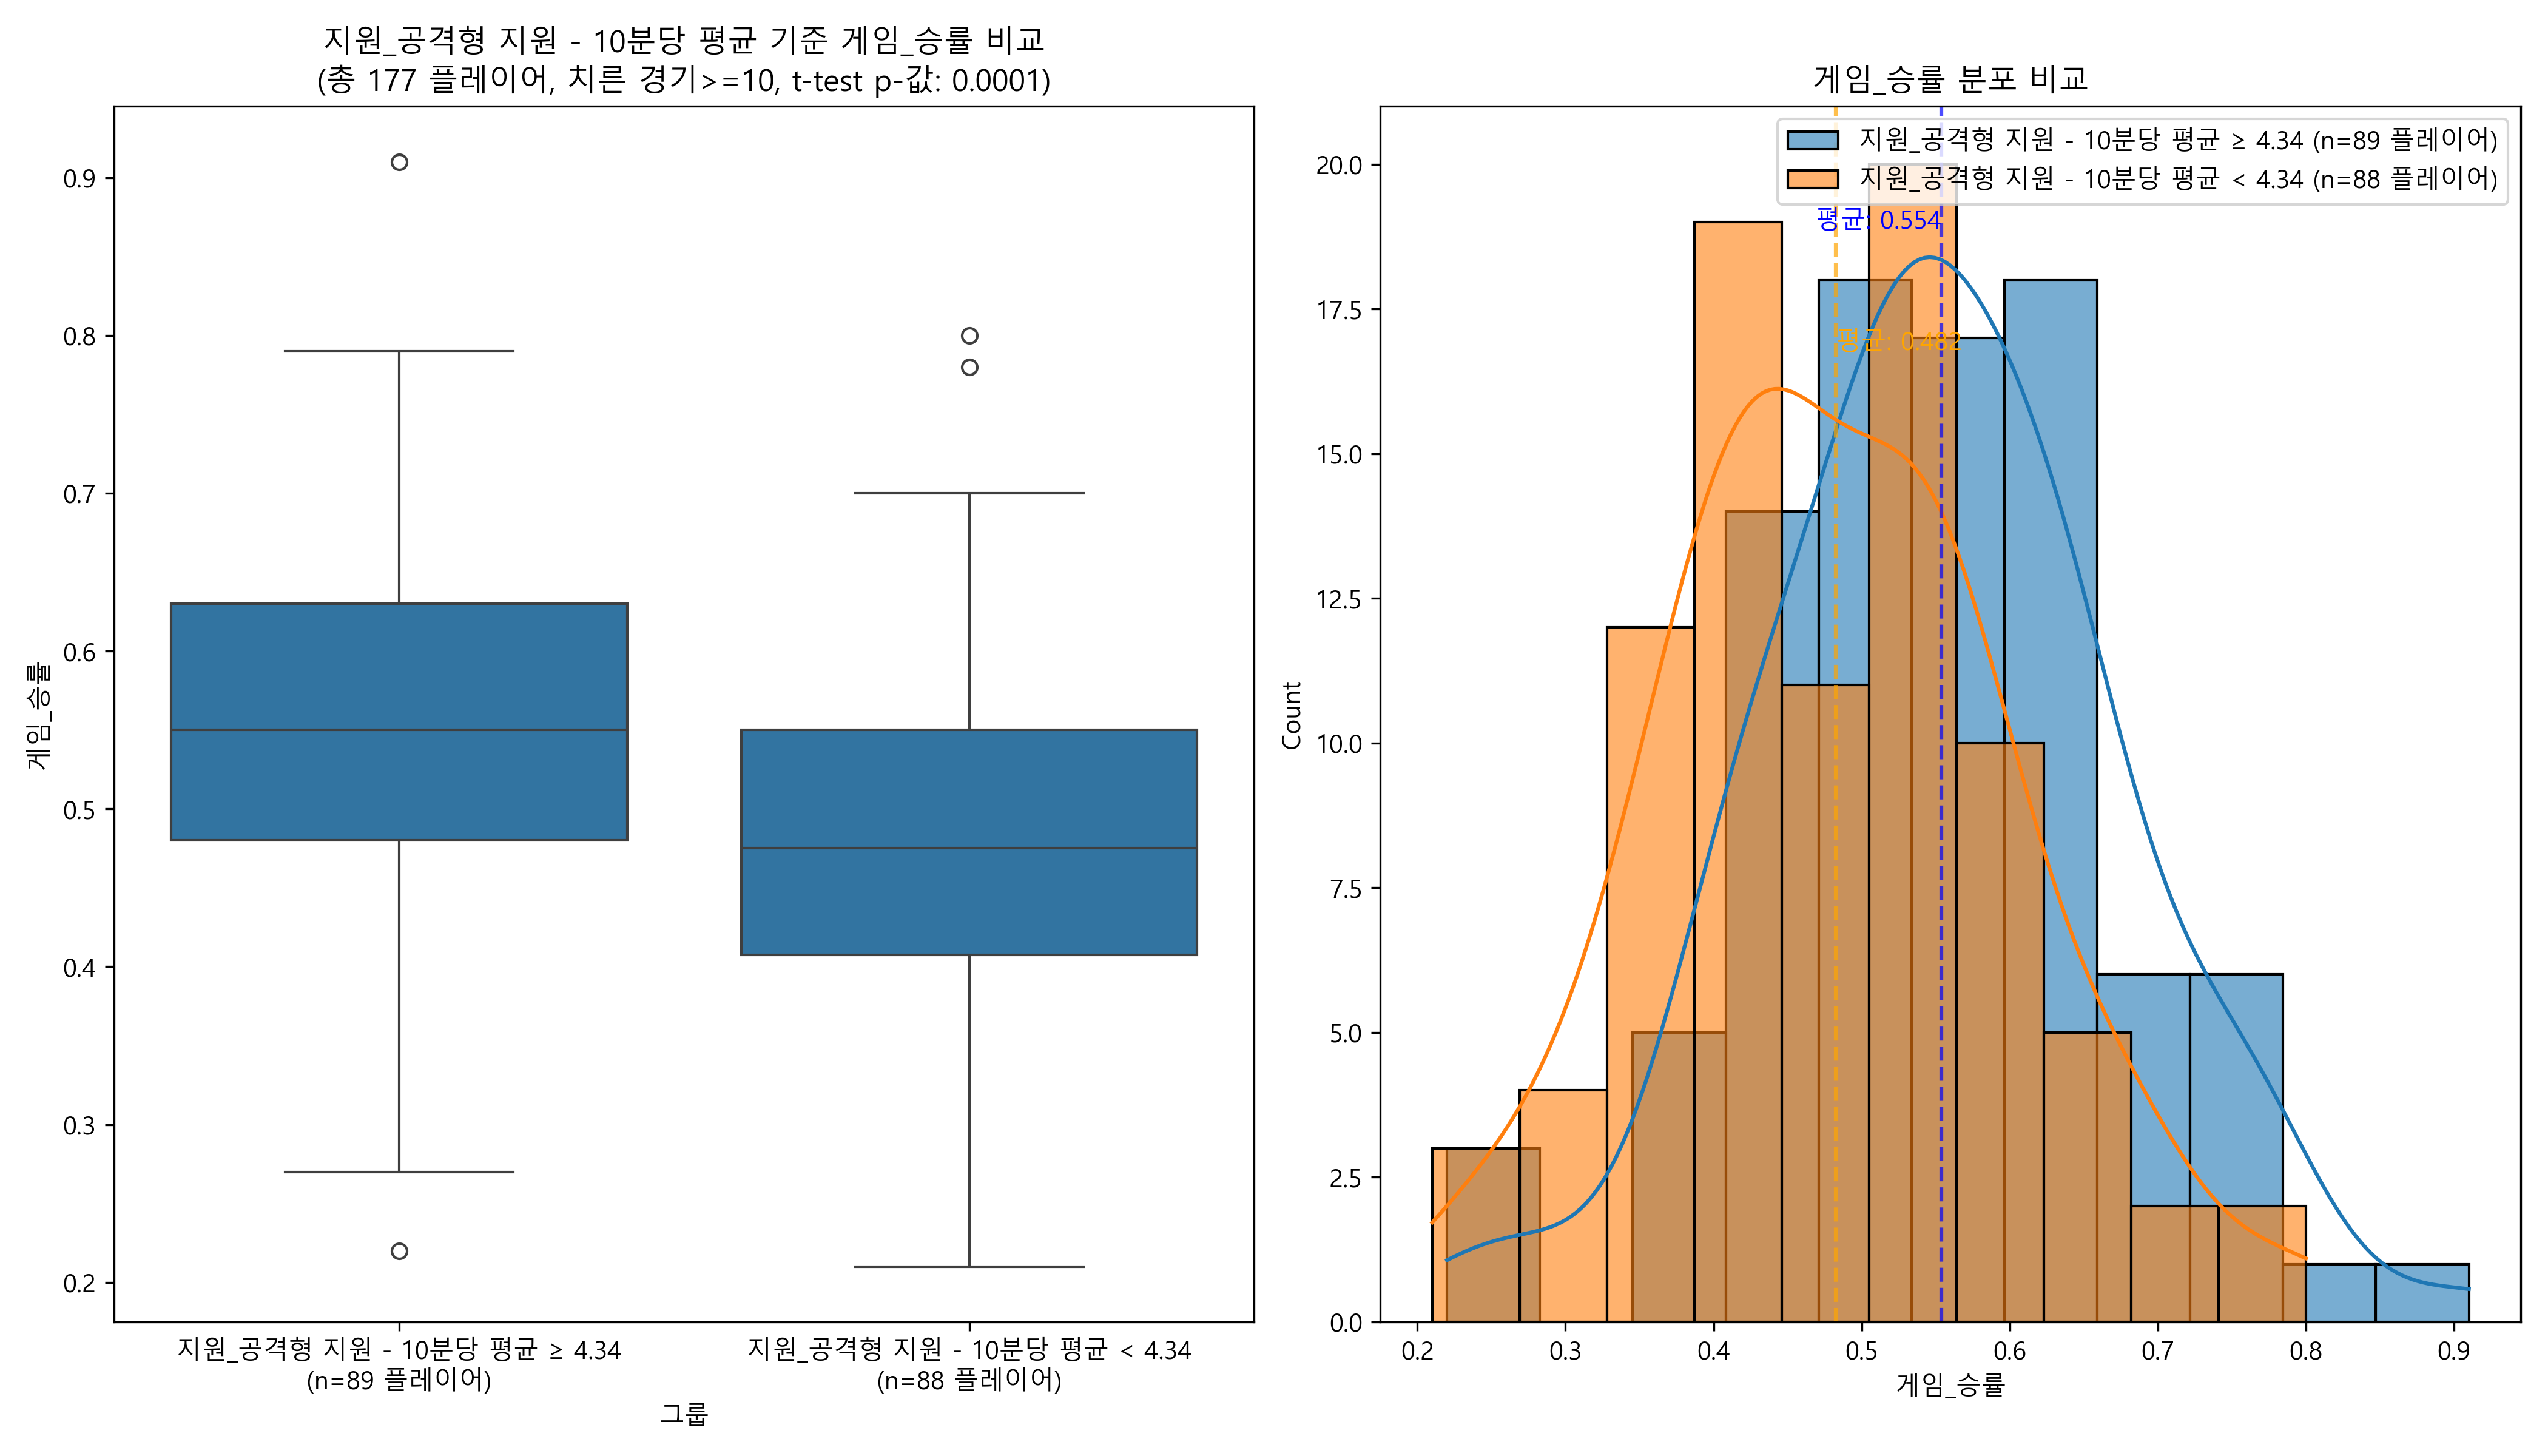 지원_공격형 지원 - 10분당 평균 기준 게임_승률 비교
(총 177 플레이어, 치른 경기>=10, t-test p-값: 0.0001)
게임_승률
0.9
0.8
0.7
0.6
0.5
0.4
0.3
0.2
지원_공격형 지원 - 10분당 평균 ≥ 4.34
(n=89 플레이어)
지원_공격형 지원 - 10분당 평균 < 4.34
(n=88 플레이어)
그룹
게임_승률 분포 비교
지원_공격형 지원 - 10분당 평균 ≥ 4.34 (n=89 플레이어)
지원_공격형 지원 - 10분당 평균 < 4.34 (n=88 플레이어)
평균: 0.554
평균: 0.482
Count
20.0
17.5
15.0
12.5
10.0
7.5
5.0
2.5
0.0
0.2
0.3
0.4
0.5
0.6
0.7
0.8
0.9
게임_승률